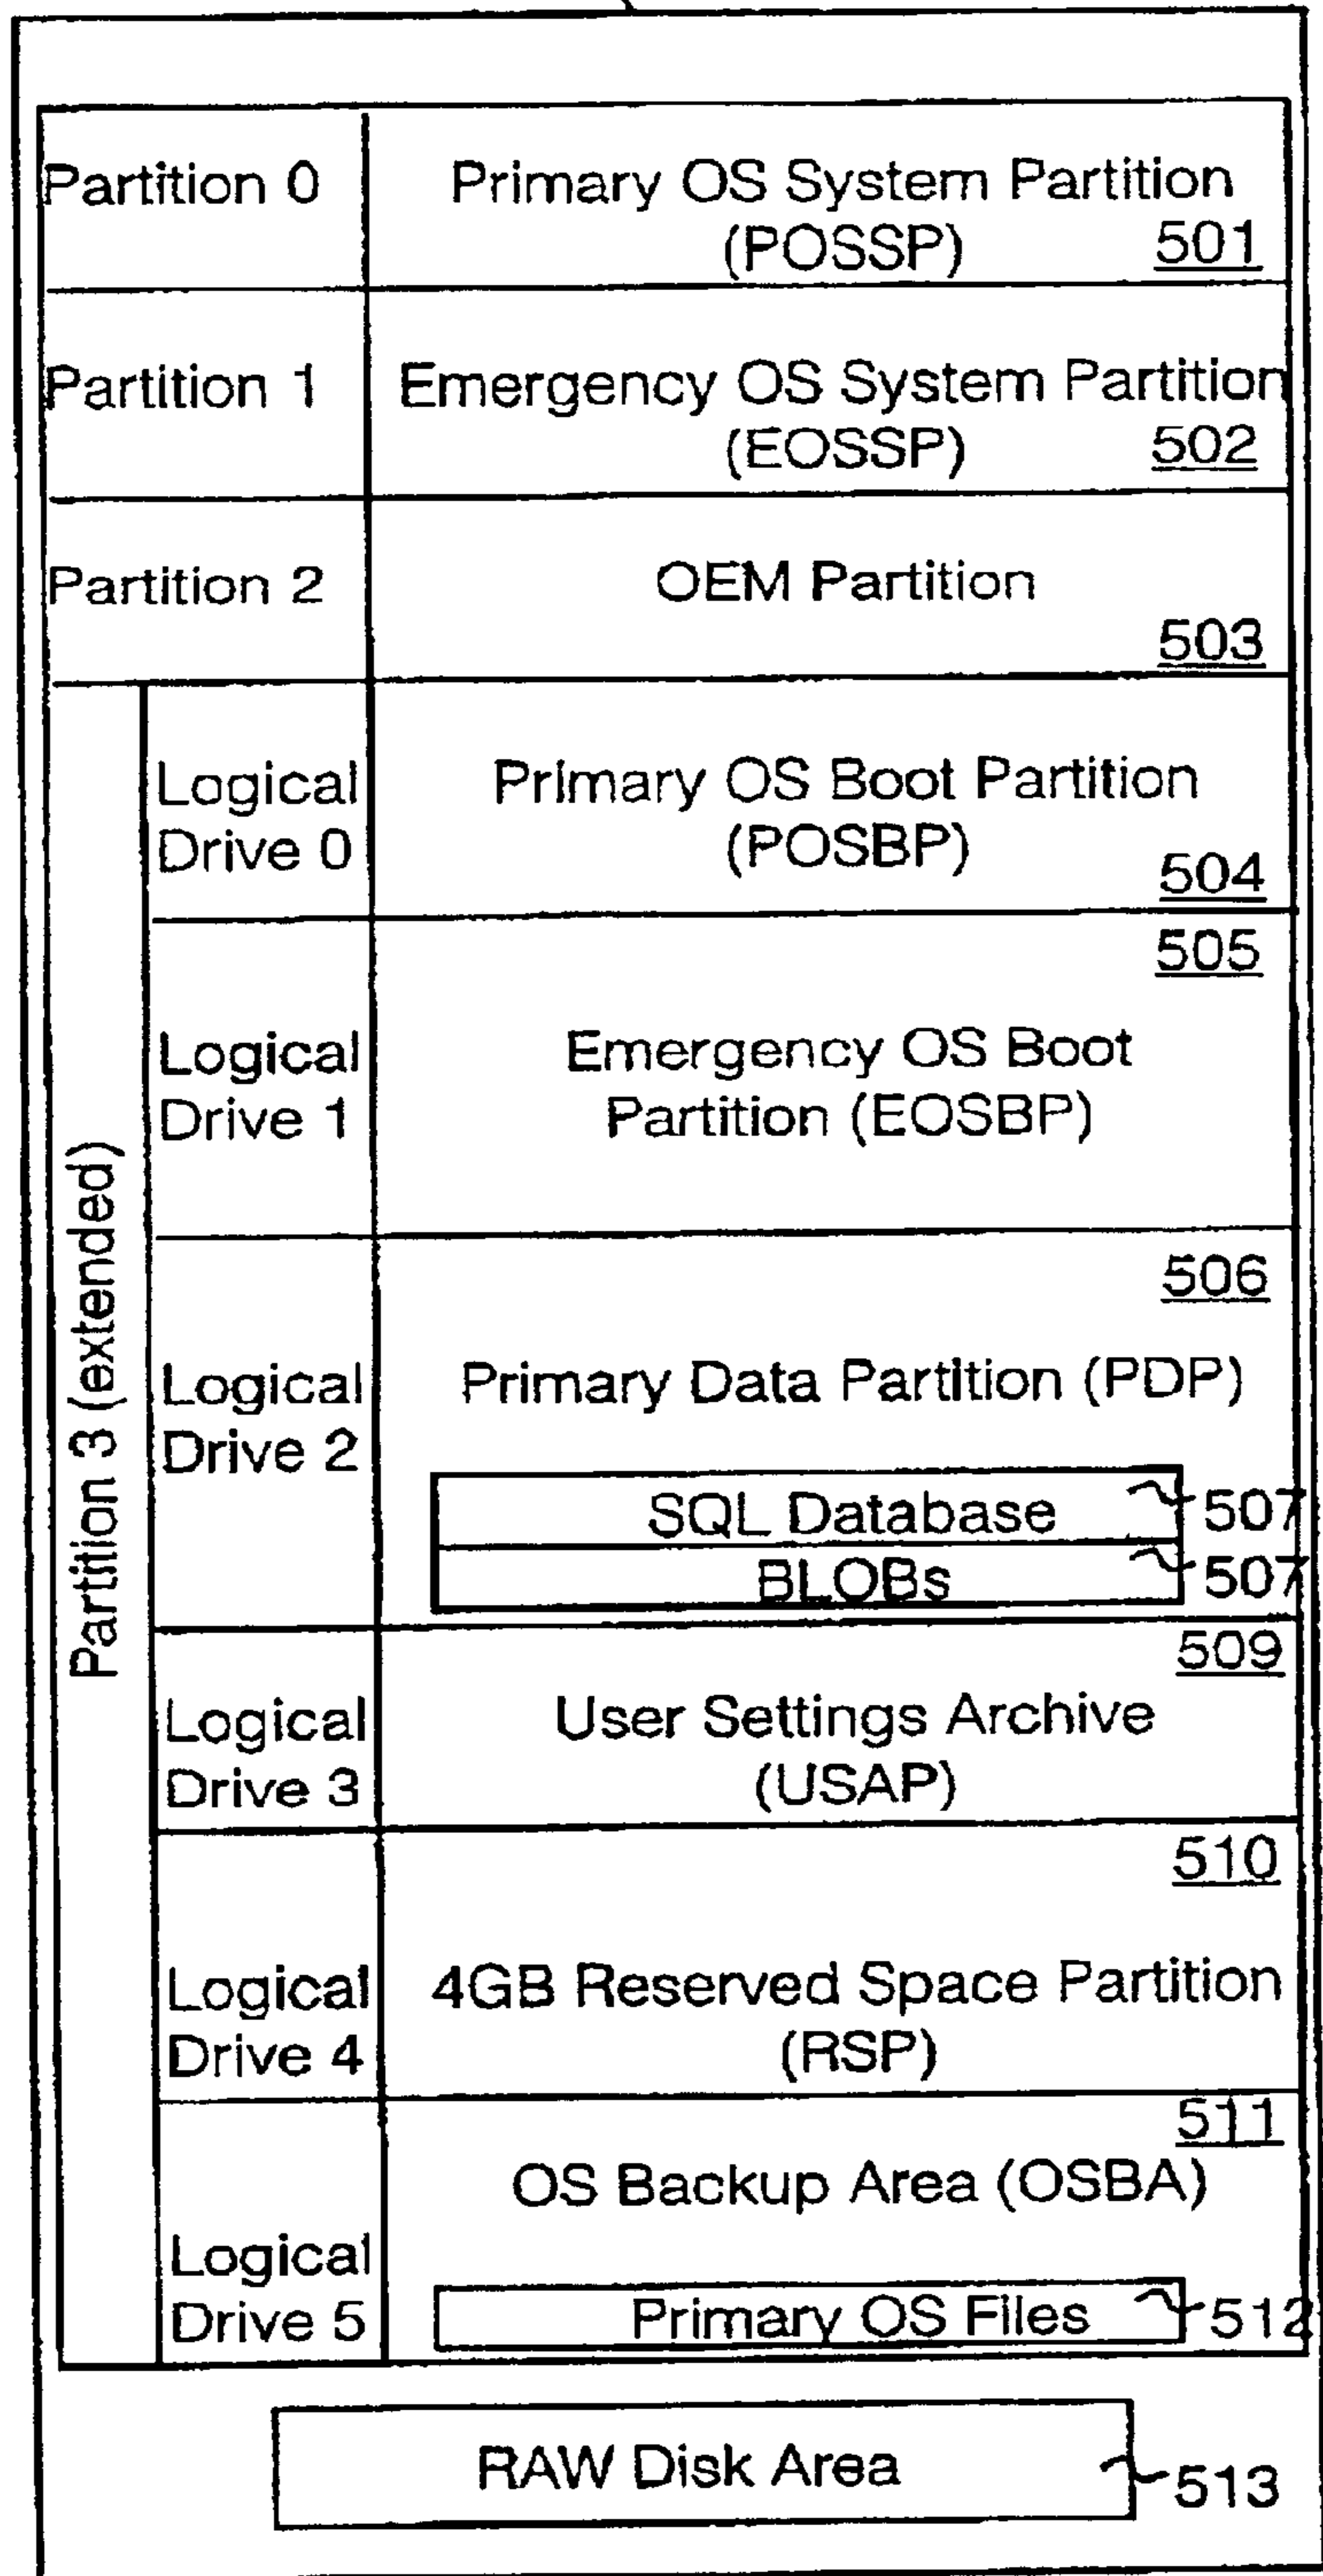 Partition 0
Primary OS System Partition
(POSSP) 501
Partition 1
Emergency OS System Partition
(EOSSP) 502
Partition 2
OEM Partition
503
Partition 3 (extended)
Logical
Drive 0
Primary OS Boot Partition
(POSBP)
504
505
Logical
Drive 1
Emergency OS Boot
Partition (EOSBP)
506
Logical
Drive 2
Primary Data Partition (PDP)
SQL Database 507
BLOBs 507
509
Logical
Drive 3
User Settings Archive
(USAP)
510
Logical
Drive 4
4GB Reserved Space Partition
(RSP)
511
OS Backup Area (OSBA)
Logical
Drive 5
Primary OS Files 512
RAW Disk Area 513